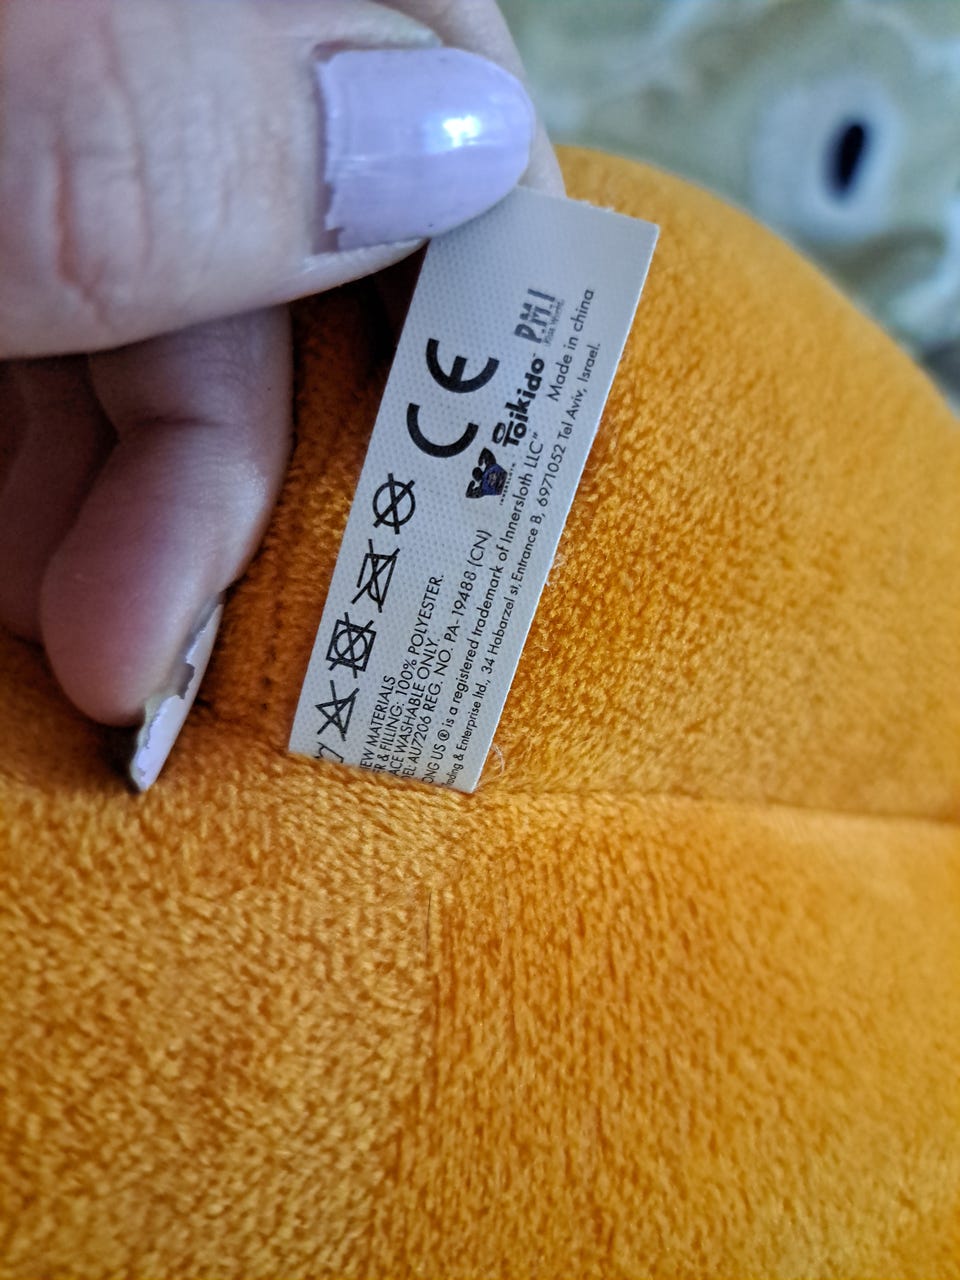 CE
INNERSLOTH
Toikido
P.M.I
EW MATERIALS
R & FILLING: 100% POLYESTER.
ACE WASHABLE ONLY.
EL: AU7206 REG. NO. PA-19488 (CN)
ONG US ® is a registered trademark of Innersloth LLC" Made in china
ading & Enterprise ltd., 34 Habarzel st, Entrance B, 6971052 Tel Aviv, Israel.